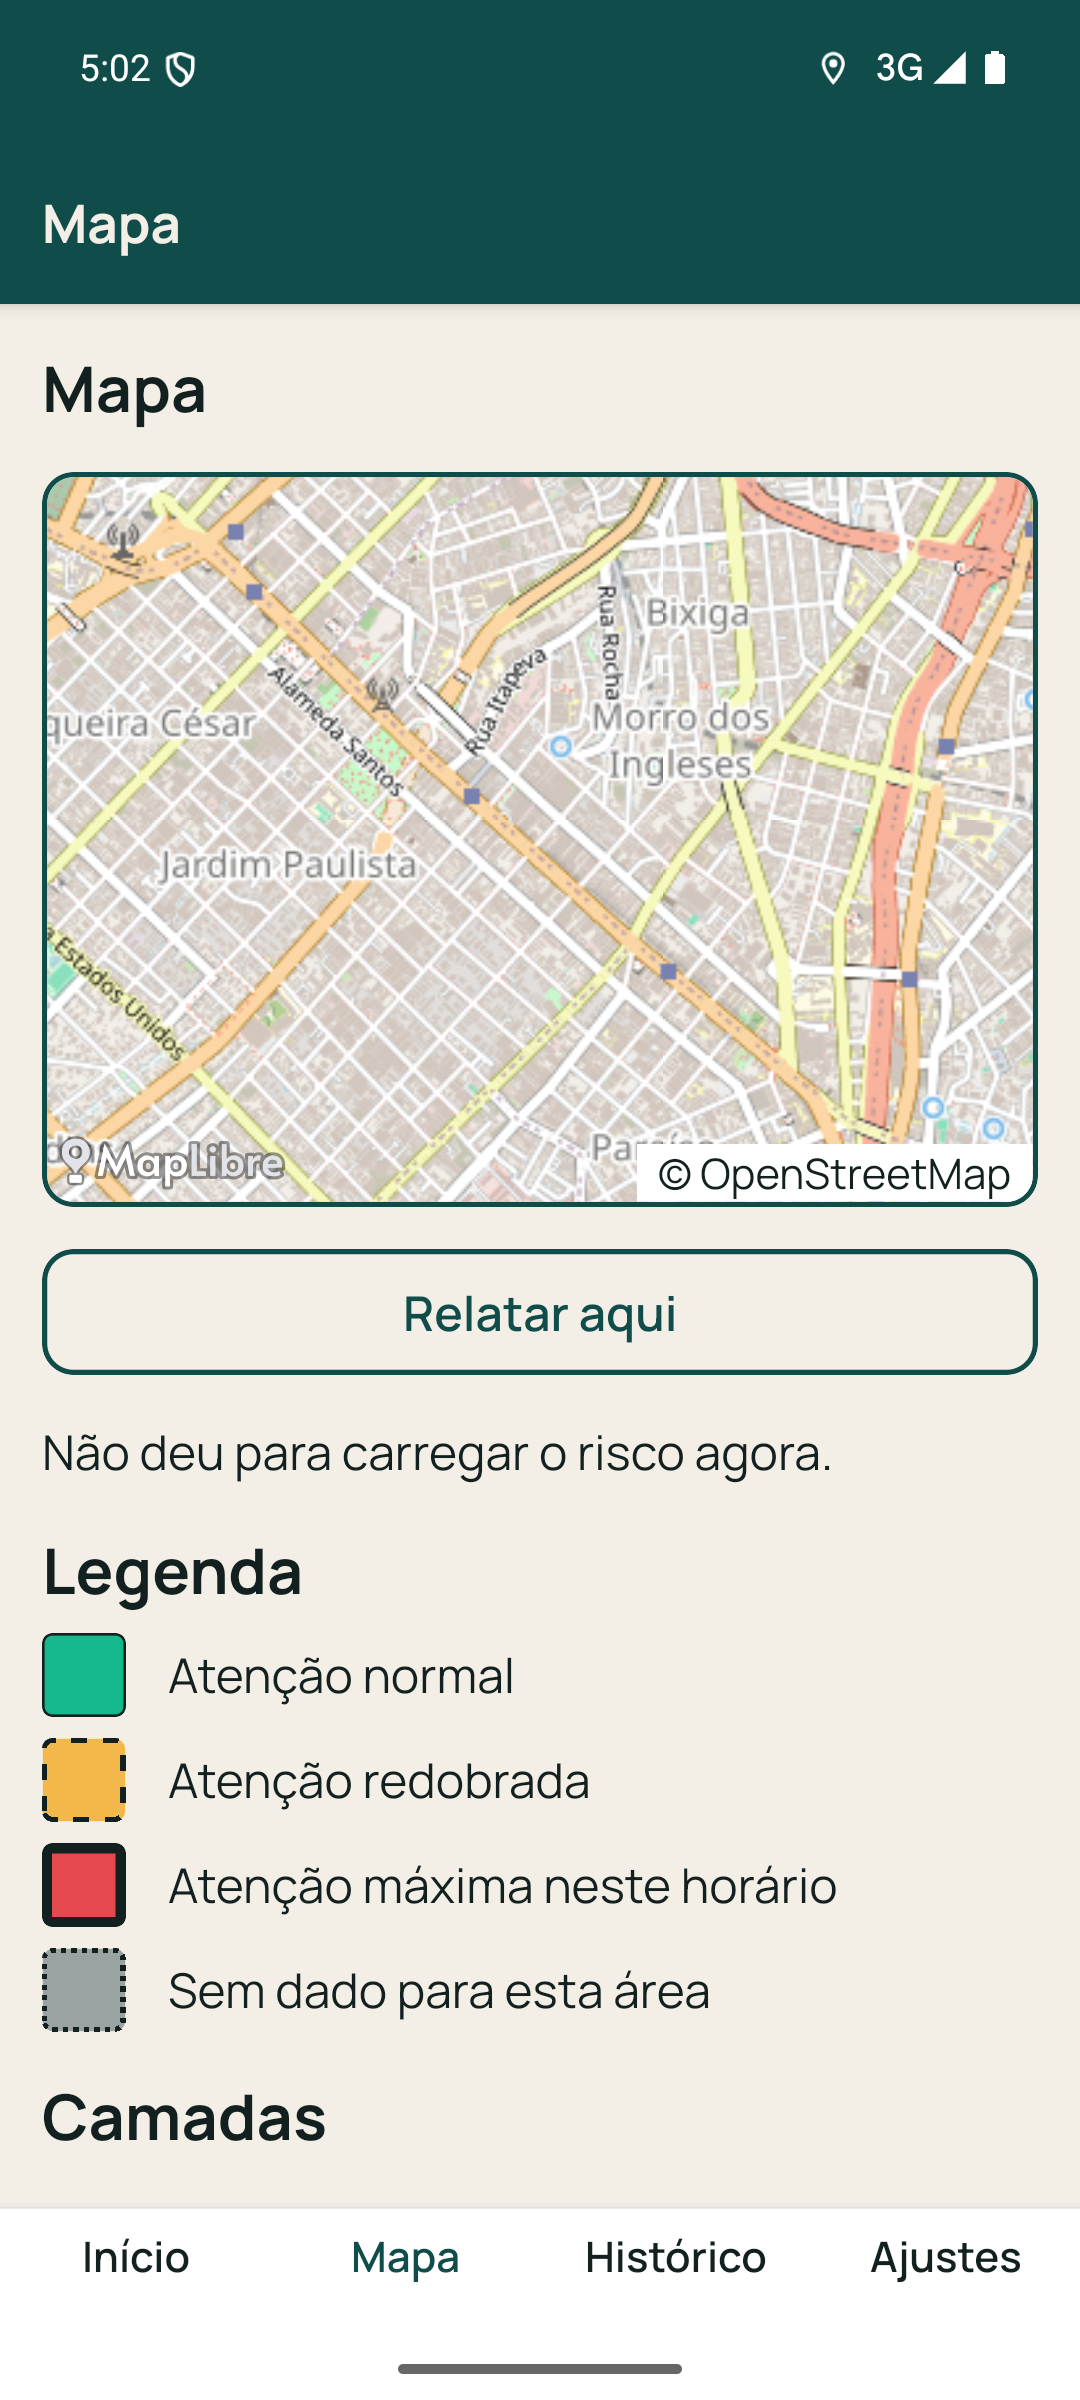 5:02
3G
Mapa
Mapa
Bixiga
Rua Rocha
Rua Itapeva
Alameda Santos
queira César
Morro dos
Ingleses
Jardim Paulista
Estados Unidos
MapLibre
© OpenStreetMap
Relatar aqui
Não deu para carregar o risco agora.
Legenda
Atenção normal
Atenção redobrada
Atenção máxima neste horário
Sem dado para esta área
Camadas
Início
Mapa
Histórico
Ajustes